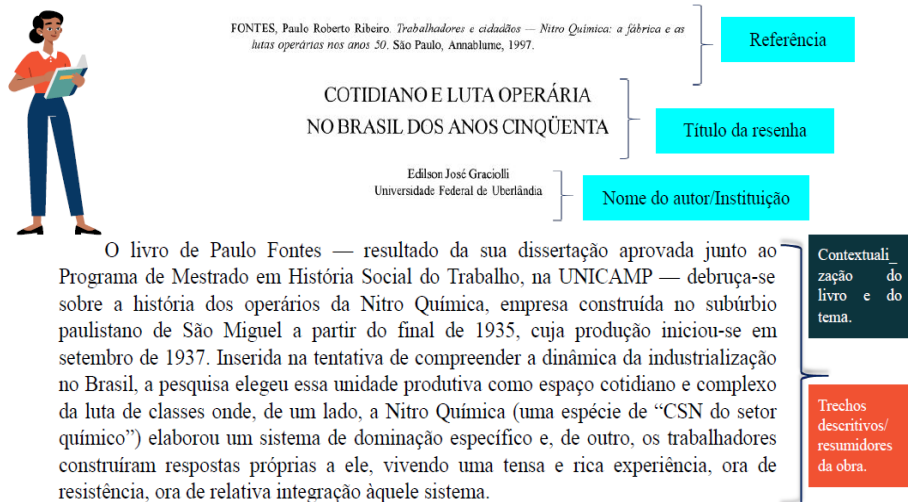 FONTES, Paulo Roberto Ribeiro. Trabalhadores e cidadãos — Nitro Química: a fábrica e as
lutas operárias nos anos 50. São Paulo, Annablume, 1997.
Referência
COTIDIANO E LUTA OPERÁRIA
NO BRASIL DOS ANOS CINQÜENTA
Título da resenha
Edilson José Graciolli
Universidade Federal de Uberlândia
Nome do autor/Instituição
O livro de Paulo Fontes — resultado da sua dissertação aprovada junto ao
Programa de Mestrado em História Social do Trabalho, na UNICAMP — debruça-se
sobre a história dos operários da Nitro Química, empresa construída no subúrbio
paulistano de São Miguel a partir do final de 1935, cuja produção iniciou-se em
setembro de 1937. Inserida na tentativa de compreender a dinâmica da industrialização
no Brasil, a pesquisa elegeu essa unidade produtiva como espaço cotidiano e complexo
da luta de classes onde, de um lado, a Nitro Química (uma espécie de “CSN do setor
químico”) elaborou um sistema de dominação específico e, de outro, os trabalhadores
construíram respostas próprias a ele, vivendo uma tensa e rica experiência, ora de
resistência, ora de relativa integração àquele sistema.
Contextuali_
zação do
livro e do
tema.
Trechos
descritivos/
resumidores
da obra.